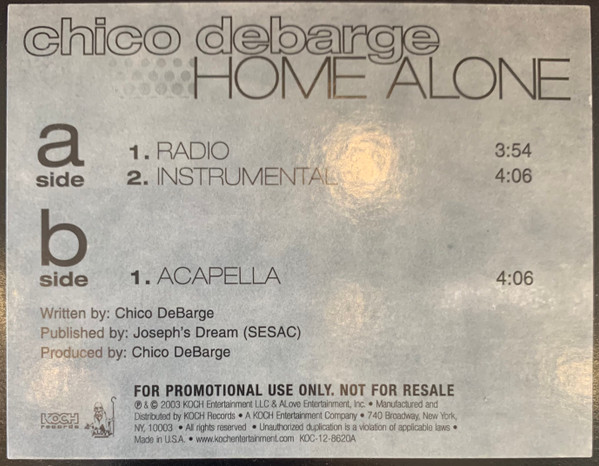 chico debarge
HOME ALONE
a
side
1. RADIO 3:54
2. INSTRUMENTAL 4:06
b
side
1. ACAPELLA 4:06
Written by: Chico DeBarge
Published by: Joseph's Dream (SESAC)
Produced by: Chico DeBarge
FOR PROMOTIONAL USE ONLY. NOT FOR RESALE
℗ & © 2003 KOCH Entertainment LLC & ALove Entertainment, Inc. • Manufactured and
Distributed by KOCH Records • A KOCH Entertainment Company • 740 Broadway, New York,
NY, 10003 • All rights reserved • Unauthorized duplication is a violation of applicable laws •
Made in U.S.A. • www.kochentertainment.com KOC-12-8620A
KOCH
records